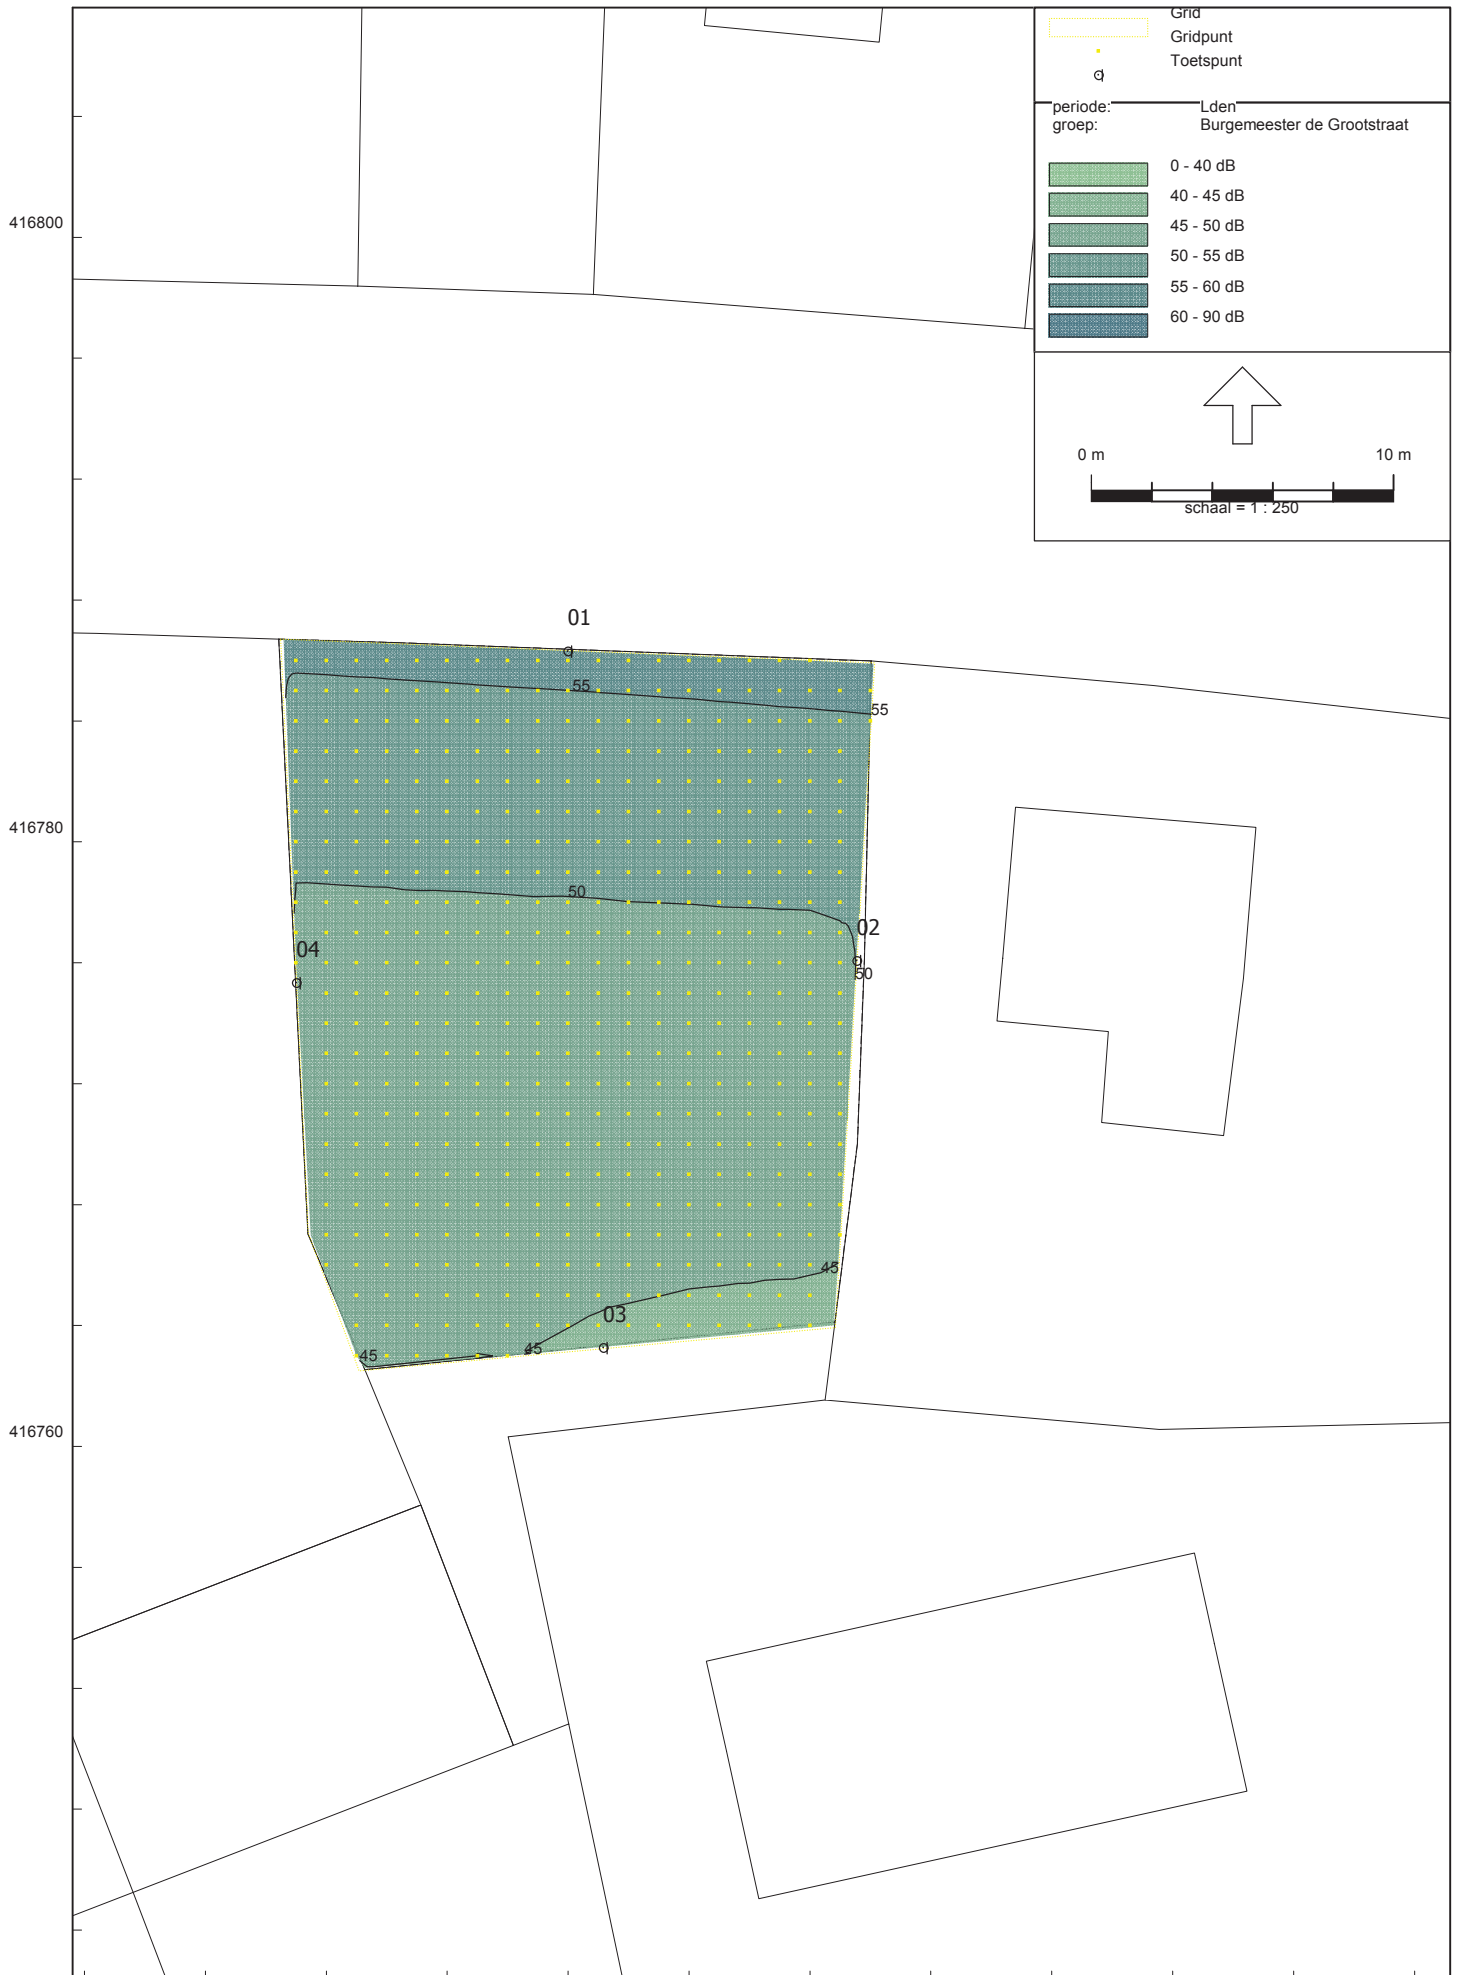 Grid
Gridpunt
Toetspunt
periode: Lden
groep: Burgemeester de Grootstraat
0 - 40 dB
40 - 45 dB
45 - 50 dB
50 - 55 dB
55 - 60 dB
60 - 90 dB
0 m 10 m
schaal = 1 : 250
416800
01
55
55
416780
50
02
04
50
45
03
45
45
416760